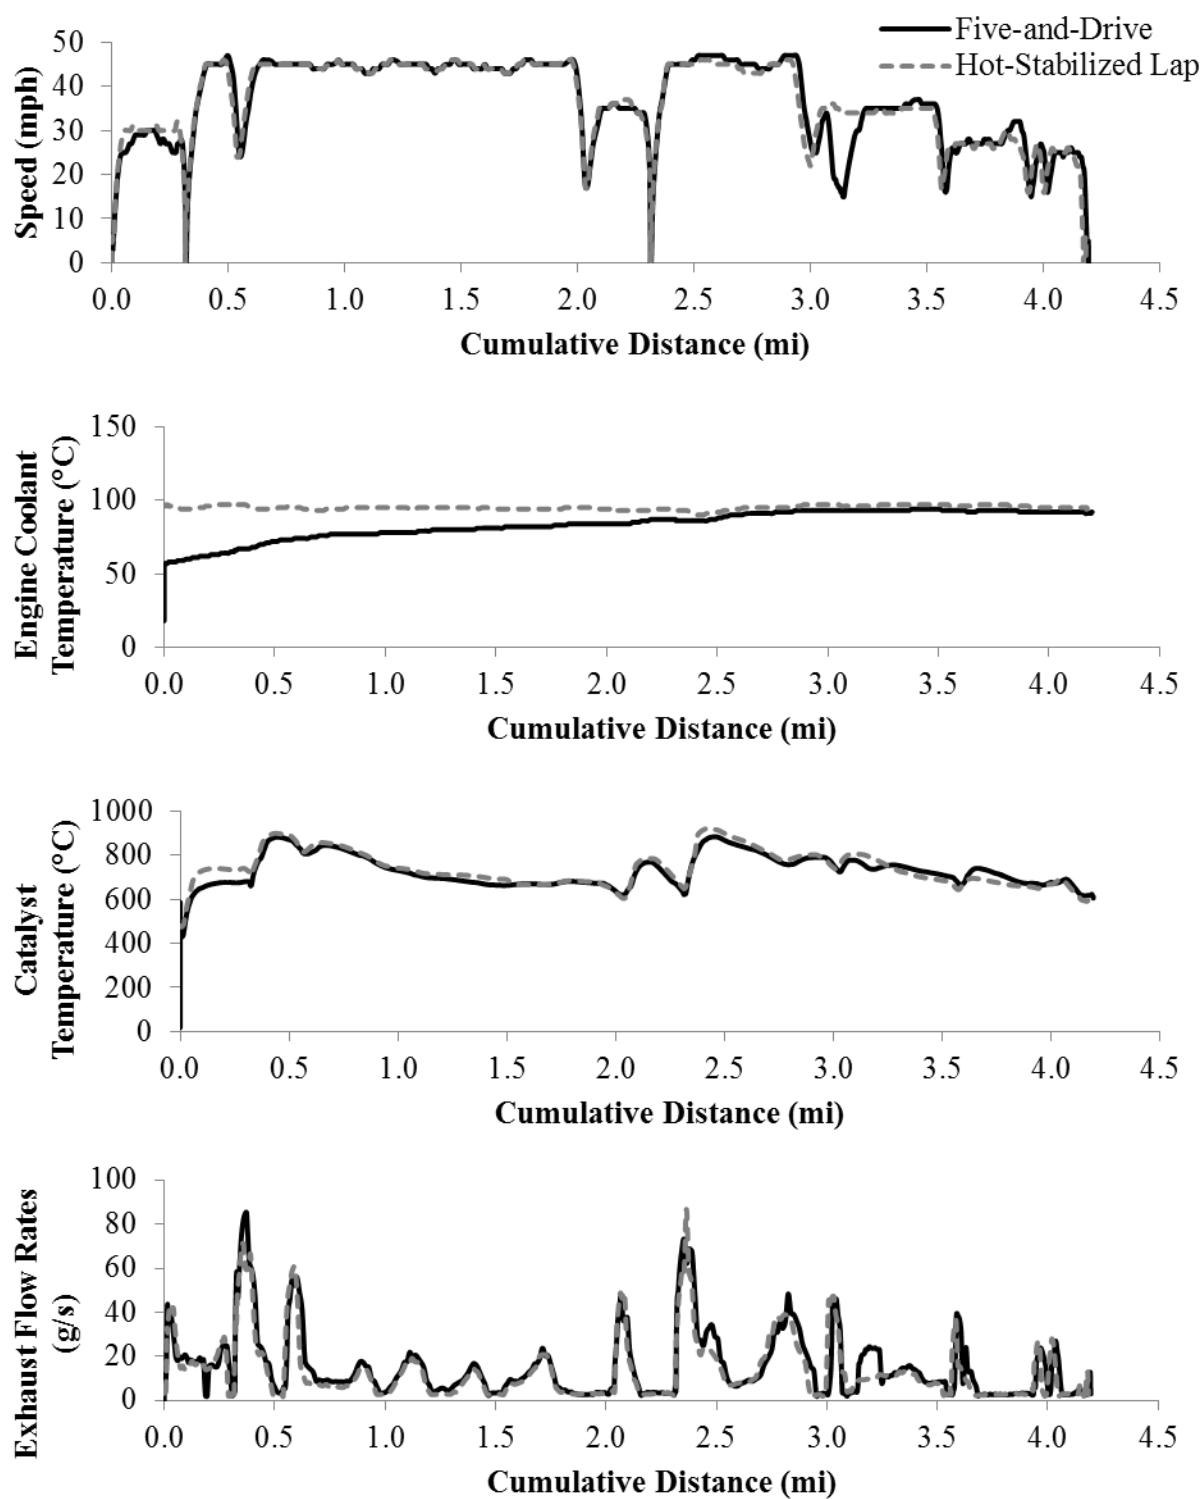 Five-and-Drive
Hot-Stabilized Lap
Speed (mph)
50
40
30
20
10
0
0.0 0.5 1.0 1.5 2.0 2.5 3.0 3.5 4.0 4.5
Cumulative Distance (mi)
Engine Coolant
Temperature (°C)
150
100
50
0
0.0 0.5 1.0 1.5 2.0 2.5 3.0 3.5 4.0 4.5
Cumulative Distance (mi)
Catalyst
Temperature (°C)
1000
800
600
400
200
0
0.0 0.5 1.0 1.5 2.0 2.5 3.0 3.5 4.0 4.5
Cumulative Distance (mi)
Exhaust Flow Rates
(g/s)
100
80
60
40
20
0
0.0 0.5 1.0 1.5 2.0 2.5 3.0 3.5 4.0 4.5
Cumulative Distance (mi)